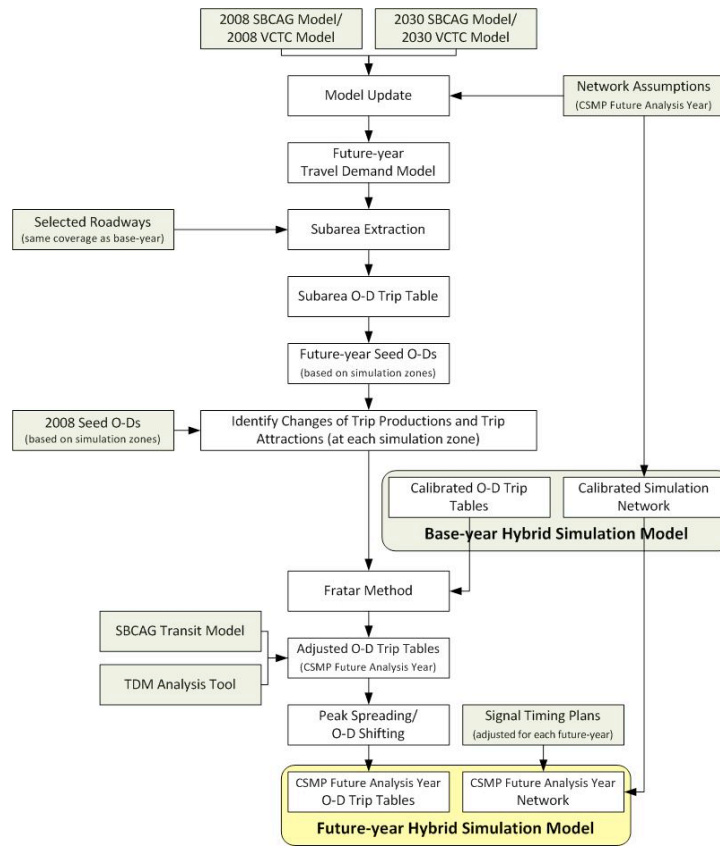 2008 SBCAG Model/
2008 VCTC Model
2030 SBCAG Model/
2030 VCTC Model
Model Update
Network Assumptions
(CSMP Future Analysis Year)
Future-year
Travel Demand Model
Selected Roadways
(same coverage as base-year)
Subarea Extraction
Subarea O-D Trip Table
Future-year Seed O-Ds
(based on simulation zones)
2008 Seed O-Ds
(based on simulation zones)
Identify Changes of Trip Productions and Trip
Attractions (at each simulation zone)
Calibrated O-D Trip
Tables
Calibrated Simulation
Network
Base-year Hybrid Simulation Model
Fratar Method
SBCAG Transit Model
TDM Analysis Tool
Adjusted O-D Trip Tables
(CSMP Future Analysis Year)
Peak Spreading/
O-D Shifting
Signal Timing Plans
(adjusted for each future-year)
CSMP Future Analysis Year
O-D Trip Tables
CSMP Future Analysis Year
Network
Future-year Hybrid Simulation Model